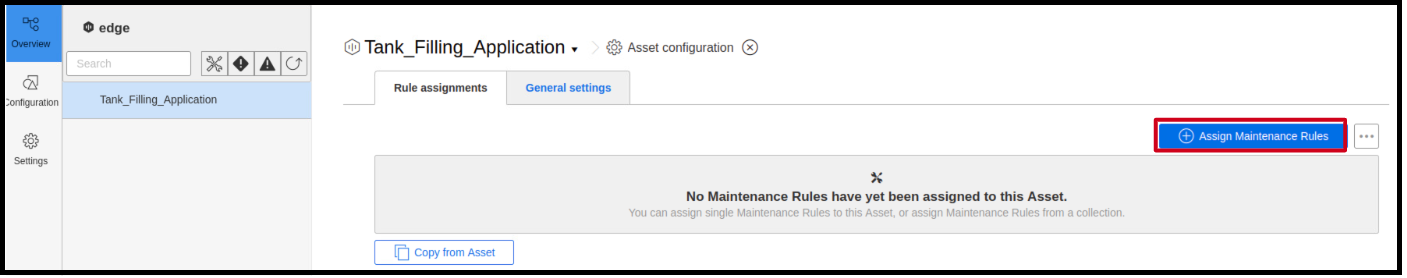 Overview
Configuration
Settings
edge
Search
Tank_Filling_Application
Tank_Filling_Application
Asset configuration
Rule assignments
General settings
Assign Maintenance Rules
No Maintenance Rules have yet been assigned to this Asset.
You can assign single Maintenance Rules to this Asset, or assign Maintenance Rules from a collection.
Copy from Asset